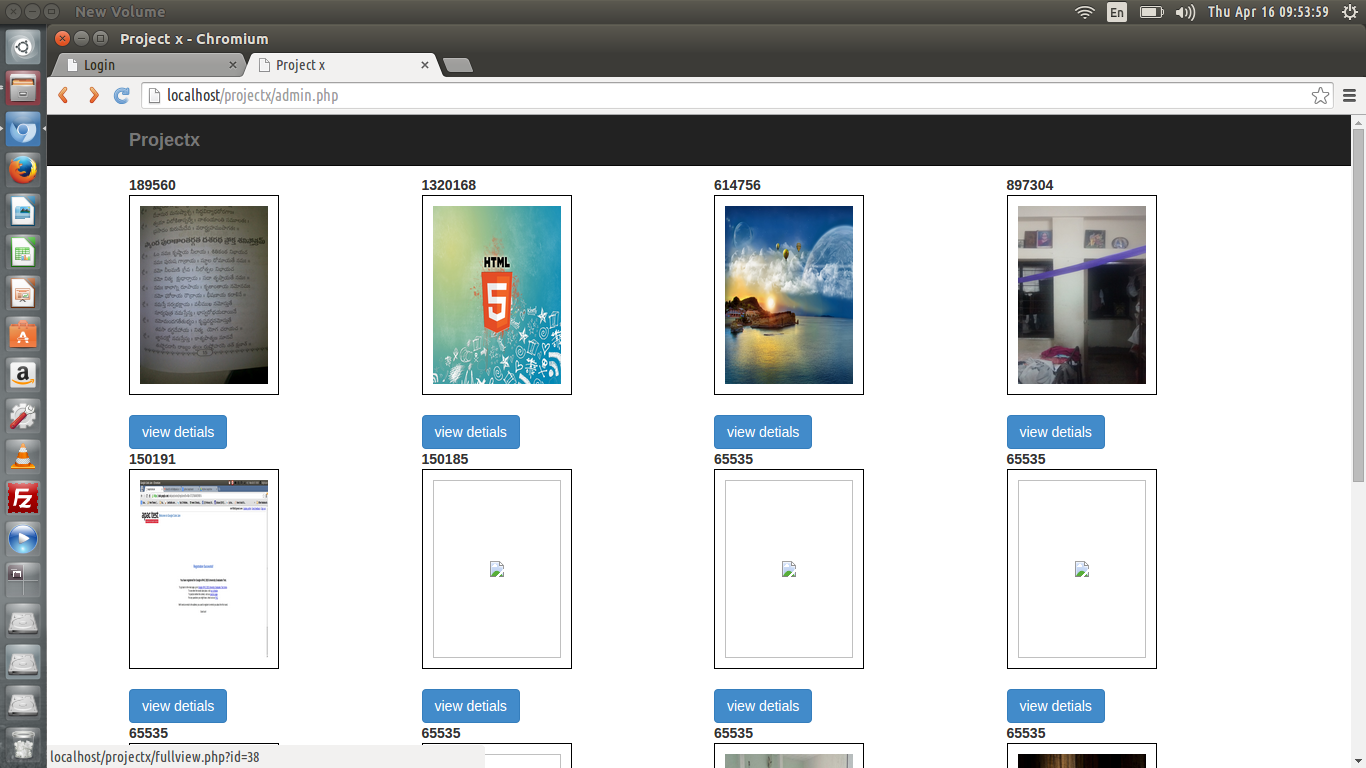 New Volume
En
Thu Apr 16 09:53:59
Project x - Chromium
Login
Project x
localhost/projectx/admin.php
Projectx
189560
1320168
614756
897304
HTML
5
view detials
view detials
view detials
view detials
150191
150185
65535
65535
view detials
view detials
view detials
view detials
65535
65535
65535
65535
localhost/projectx/fullview.php?id=38